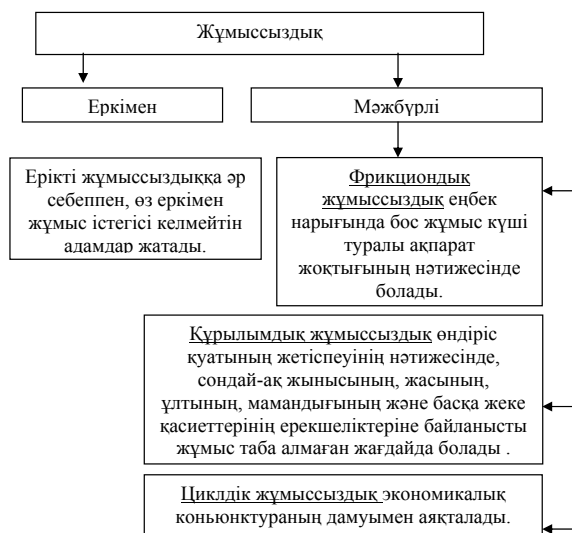 Жұмыссыздық
Еркімен
Мәжбүрлі
Ерікті жұмыссыздыққа әр
себеппен, өз еркімен
жұмыс істегісі келмейтін
адамдар жатады.
Фрикциондық
жұмыссыздық еңбек
нарығында бос жұмыс күші
туралы ақпарат
жоқтығының нәтижесінде
болады.
Құрылымдық жұмыссыздық өндіріс
қуатының жетіспеуінің нәтижесінде,
сондай-ақ жынысының, жасының,
ұлтының, мамандығының және басқа жеке
қасиеттерінің ерекшеліктеріне байланысты
жұмыс таба алмаған жағдайда болады .
Циклдік жұмыссыздық экономикалық
коньюнктураның дамуымен аяқталады.